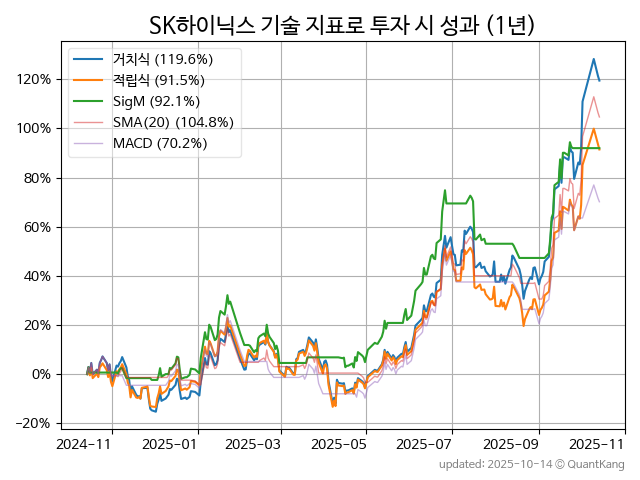 SK하이닉스 기술 지표로 투자 시 성과 (1년)
거치식 (119.6%)
적립식 (91.5%)
SigM (92.1%)
SMA(20) (104.8%)
MACD (70.2%)
120%
100%
80%
60%
40%
20%
0%
−20%
2024-11 2025-01 2025-03 2025-05 2025-07 2025-09 2025-11
updated: 2025-10-14 © QuantKang